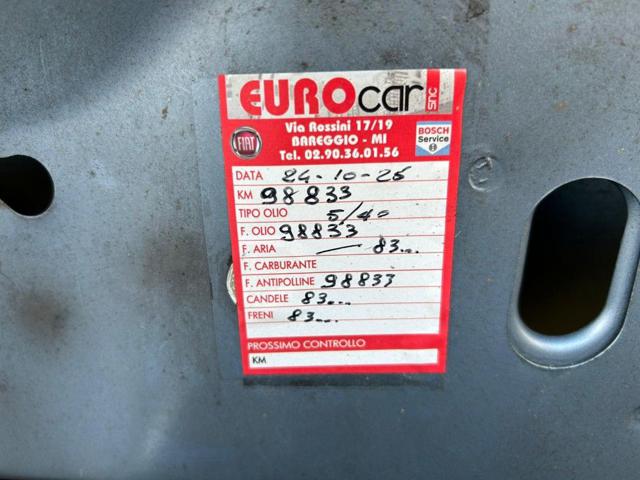 EUROcar snc
Via Rossini 17/19
BAREGGIO - MI
Tel. 02.90.36.01.56
FIAT
BOSCH
Service
DATA 24-10-25
KM 98833
TIPO OLIO 5/40
F. OLIO 98833
F. ARIA — 83...
F. CARBURANTE
F. ANTIPOLLINE 98833
CANDELE 83...
FRENI 83...
PROSSIMO CONTROLLO
KM